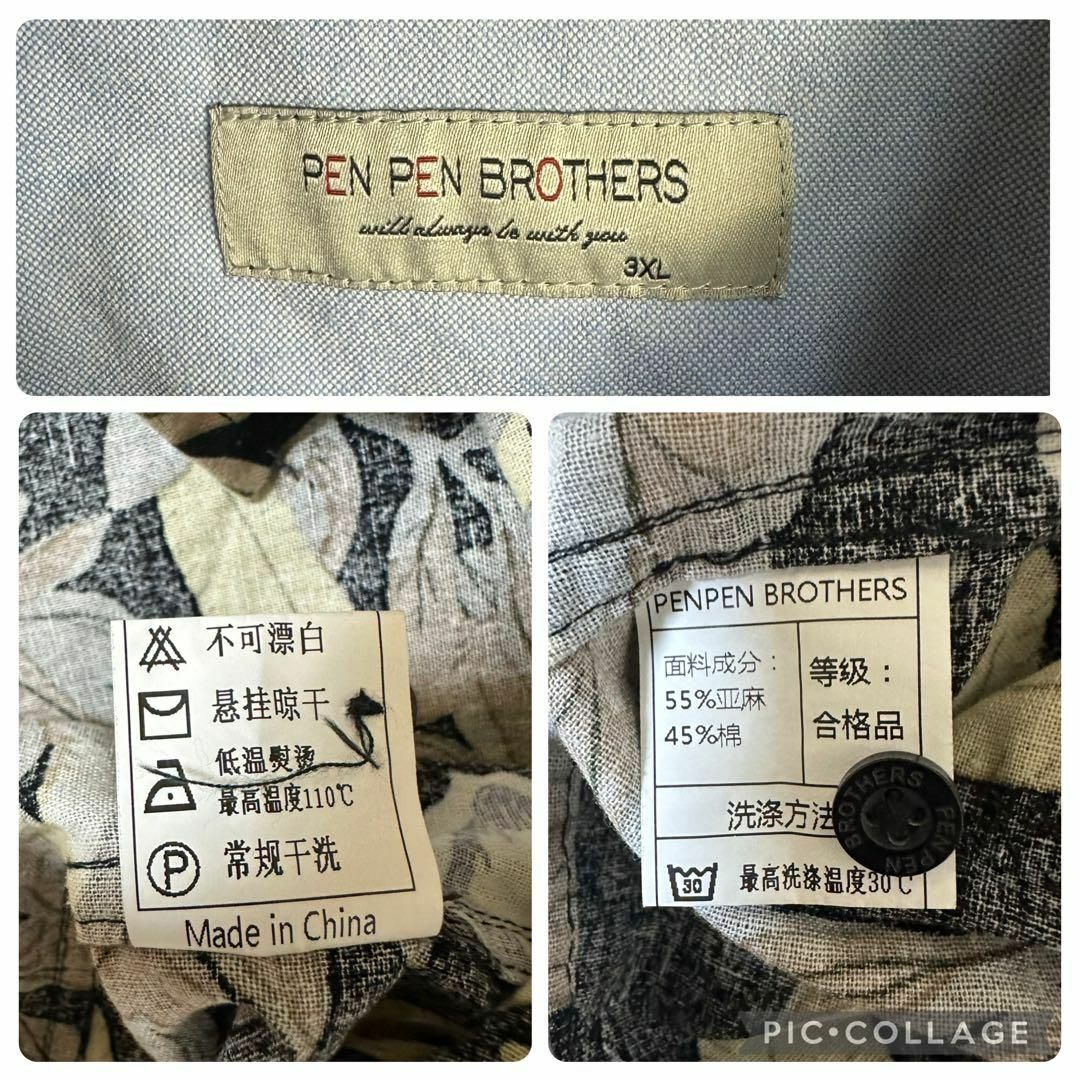 PEN PEN BROTHERS
will always be with you
3XL
不可漂白
悬挂晾干
低温熨烫
最高温度110℃
P
常规干洗
Made in China
PENPEN BROTHERS
面料成分：
55%亚麻
45%棉
等级：
合格品
洗涤方法
BROTHERS PENPEN
30
最高洗涤温度30℃
PIC•COLLAGE